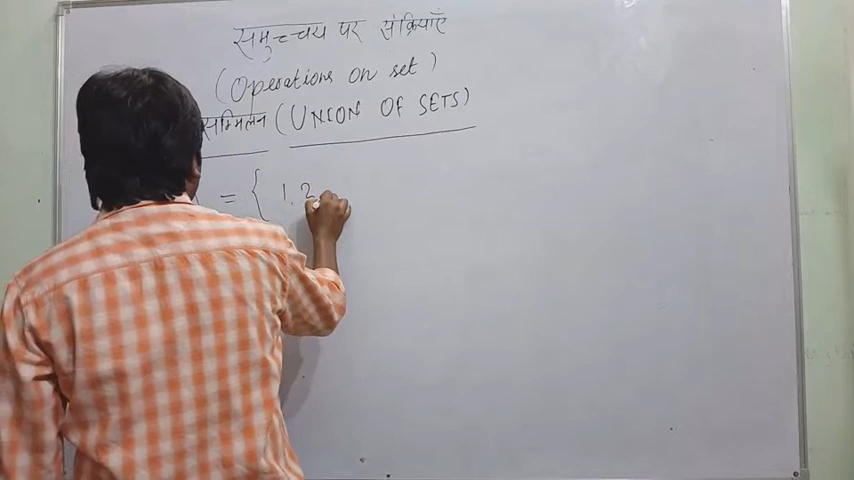 समुच्चय पर संक्रियाएँ
(Operations on set)
सम्मिलन (UNION OF SETS)
= { 1, 2